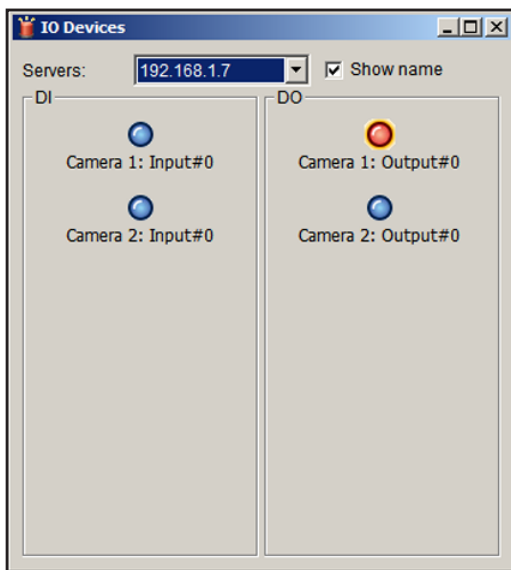 IO Devices
Servers: 192.168.1.7 Show name
DI DO
Camera 1: Input#0 Camera 1: Output#0
Camera 2: Input#0 Camera 2: Output#0